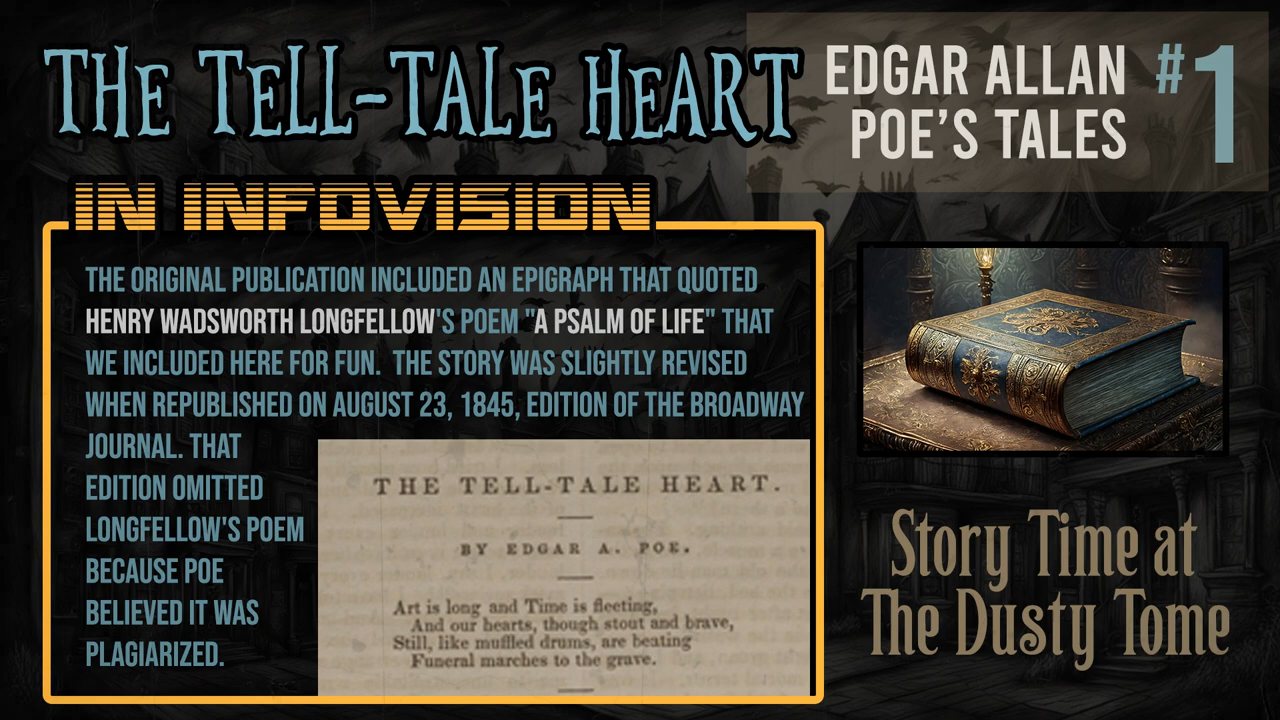 THE TELL-TALE HEART
EDGAR ALLAN
POE'S TALES
#1
IN INFOVISION
THE ORIGINAL PUBLICATION INCLUDED AN EPIGRAPH THAT QUOTED
HENRY WADSWORTH LONGFELLOW'S POEM "A PSALM OF LIFE" THAT
WE INCLUDED HERE FOR FUN. THE STORY WAS SLIGHTLY REVISED
WHEN REPUBLISHED ON AUGUST 23, 1845, EDITION OF THE BROADWAY
JOURNAL. THAT
EDITION OMITTED
LONGFELLOW'S POEM
BECAUSE POE
BELIEVED IT WAS
PLAGIARIZED.
THE TELL-TALE HEART.
BY EDGAR A. POE.
Art is long and Time is fleeting,
And our hearts, though stout and brave,
Still, like muffled drums, are beating
Funeral marches to the grave.
Story Time at
The Dusty Tome